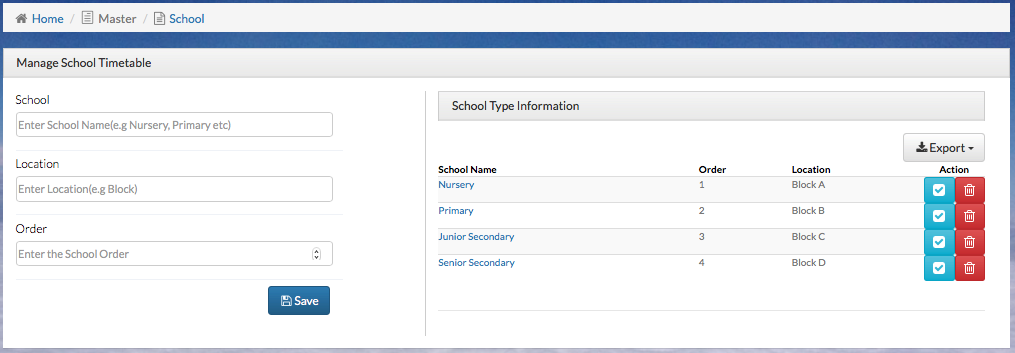 Home / Master / School
Manage School Timetable
School
Enter School Name(e.g Nursery, Primary etc)
Location
Enter Location(e.g Block)
Order
Enter the School Order
Save
School Type Information
Export
School Name Order Location Action
Nursery 1 Block A
Primary 2 Block B
Junior Secondary 3 Block C
Senior Secondary 4 Block D